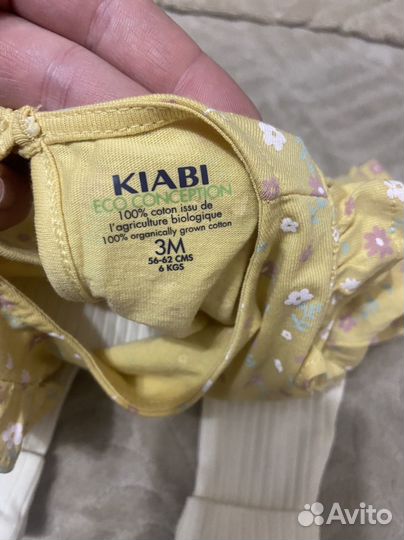 KIABI
ECO CONCEPTION
100% coton issu de
l'agriculture biologique
100% organically grown cotton
3M
56-62 CMS
6 KGS
Avito